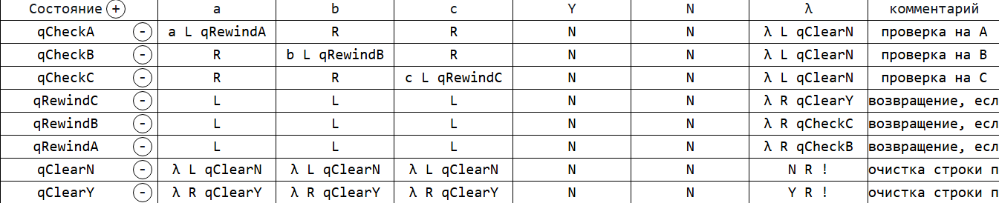 Состояние + a b c Y N λ комментарий
qCheckA - a L qRewindA R R N N λ L qClearN проверка на A
qCheckB - R b L qRewindB R N N λ L qClearN проверка на B
qCheckC - R R c L qRewindC N N λ L qClearN проверка на C
qRewindC - L L L N N λ R qClearY возвращение, есл
qRewindB - L L L N N λ R qCheckC возвращение, есл
qRewindA - L L L N N λ R qCheckB возвращение, есл
qClearN - λ L qClearN λ L qClearN λ L qClearN N N N R ! очистка строки п
qClearY - λ R qClearY λ R qClearY λ R qClearY N N Y R ! очистка строки п